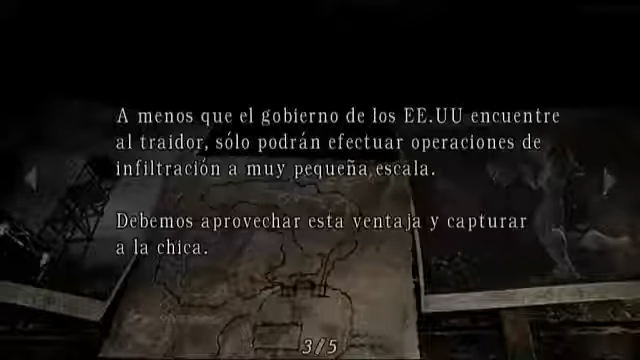 A menos que el gobierno de los EE.UU encuentre
al traidor, sólo podrán efectuar operaciones de
infiltración a muy pequeña escala.
Debemos aprovechar esta ventaja y capturar
a la chica.
3/5